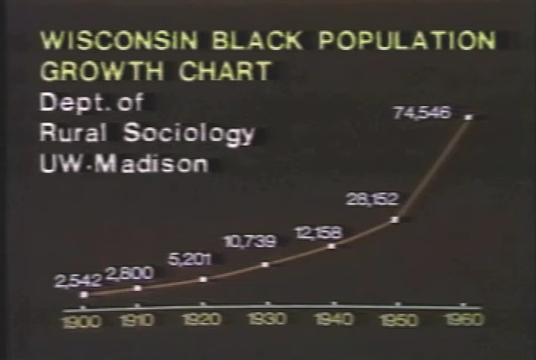 WISCONSIN BLACK POPULATION
GROWTH CHART
Dept. of
Rural Sociology
UW-Madison
74,546
28,152
12,158
10,739
5,201
2,800
2,542
1900 1910 1920 1930 1940 1950 1960